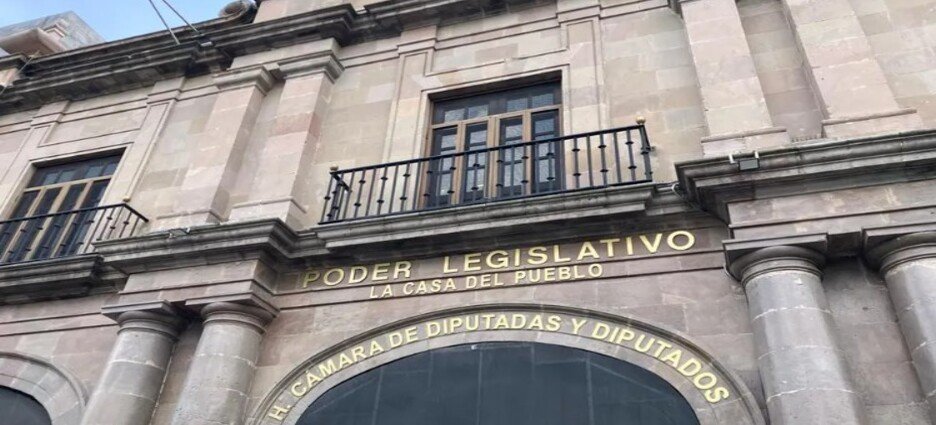 PODER LEGISLATIVO
LA CASA DEL PUEBLO
H. CAMARA DE DIPUTADAS Y DIPUTADOS